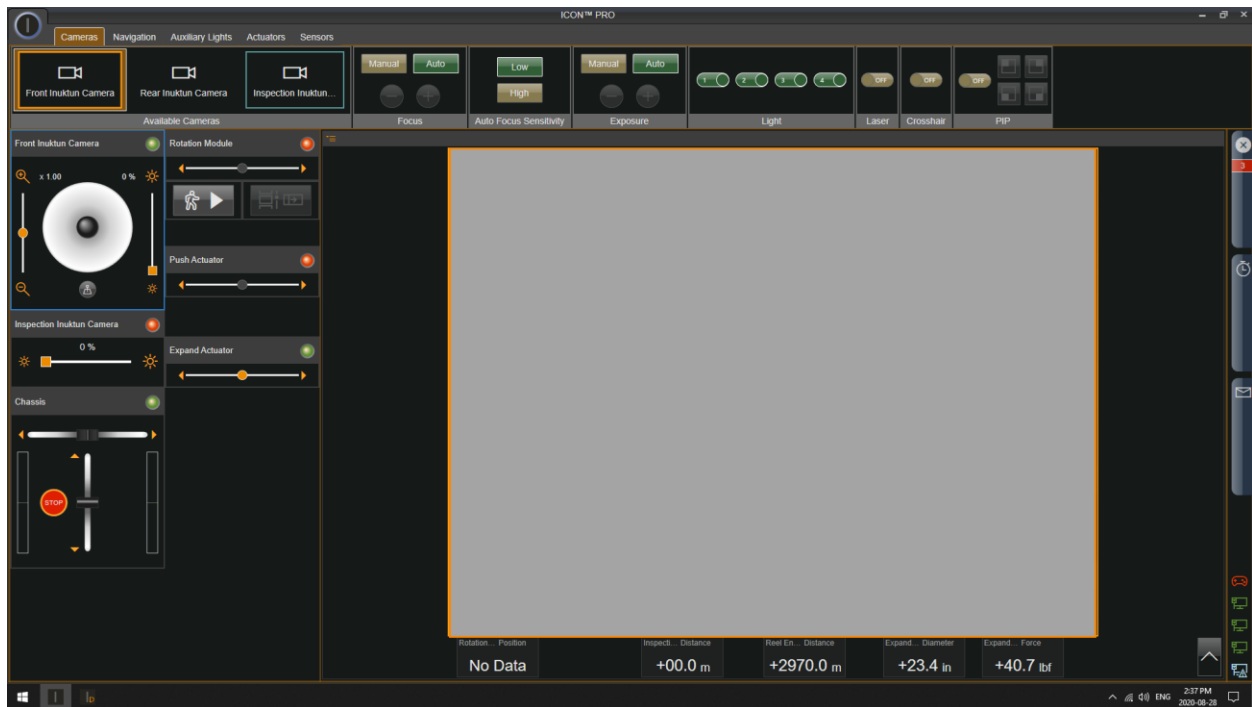 ICON™ PRO
Cameras Navigation Auxiliary Lights Actuators Sensors
Front Inuktun Camera Rear Inuktun Camera Inspection Inuktun...
Available Cameras
Manual Auto
Focus
Low
High
Auto Focus Sensitivity
Manual Auto
Exposure
1 2 3 4
Light
OFF
Laser
OFF
Crosshair
OFF
PIP
Front Inuktun Camera
x 1.00 0 %
Inspection Inuktun Camera
0 %
Chassis
STOP
Rotation Module
Push Actuator
Expand Actuator
3
Rotation... Position
No Data
Inspecti... Distance
+00.0 m
Reel En... Distance
+2970.0 m
Expand... Diameter
+23.4 in
Expand... Force
+40.7 lbf
ENG
2:37 PM
2020-08-28